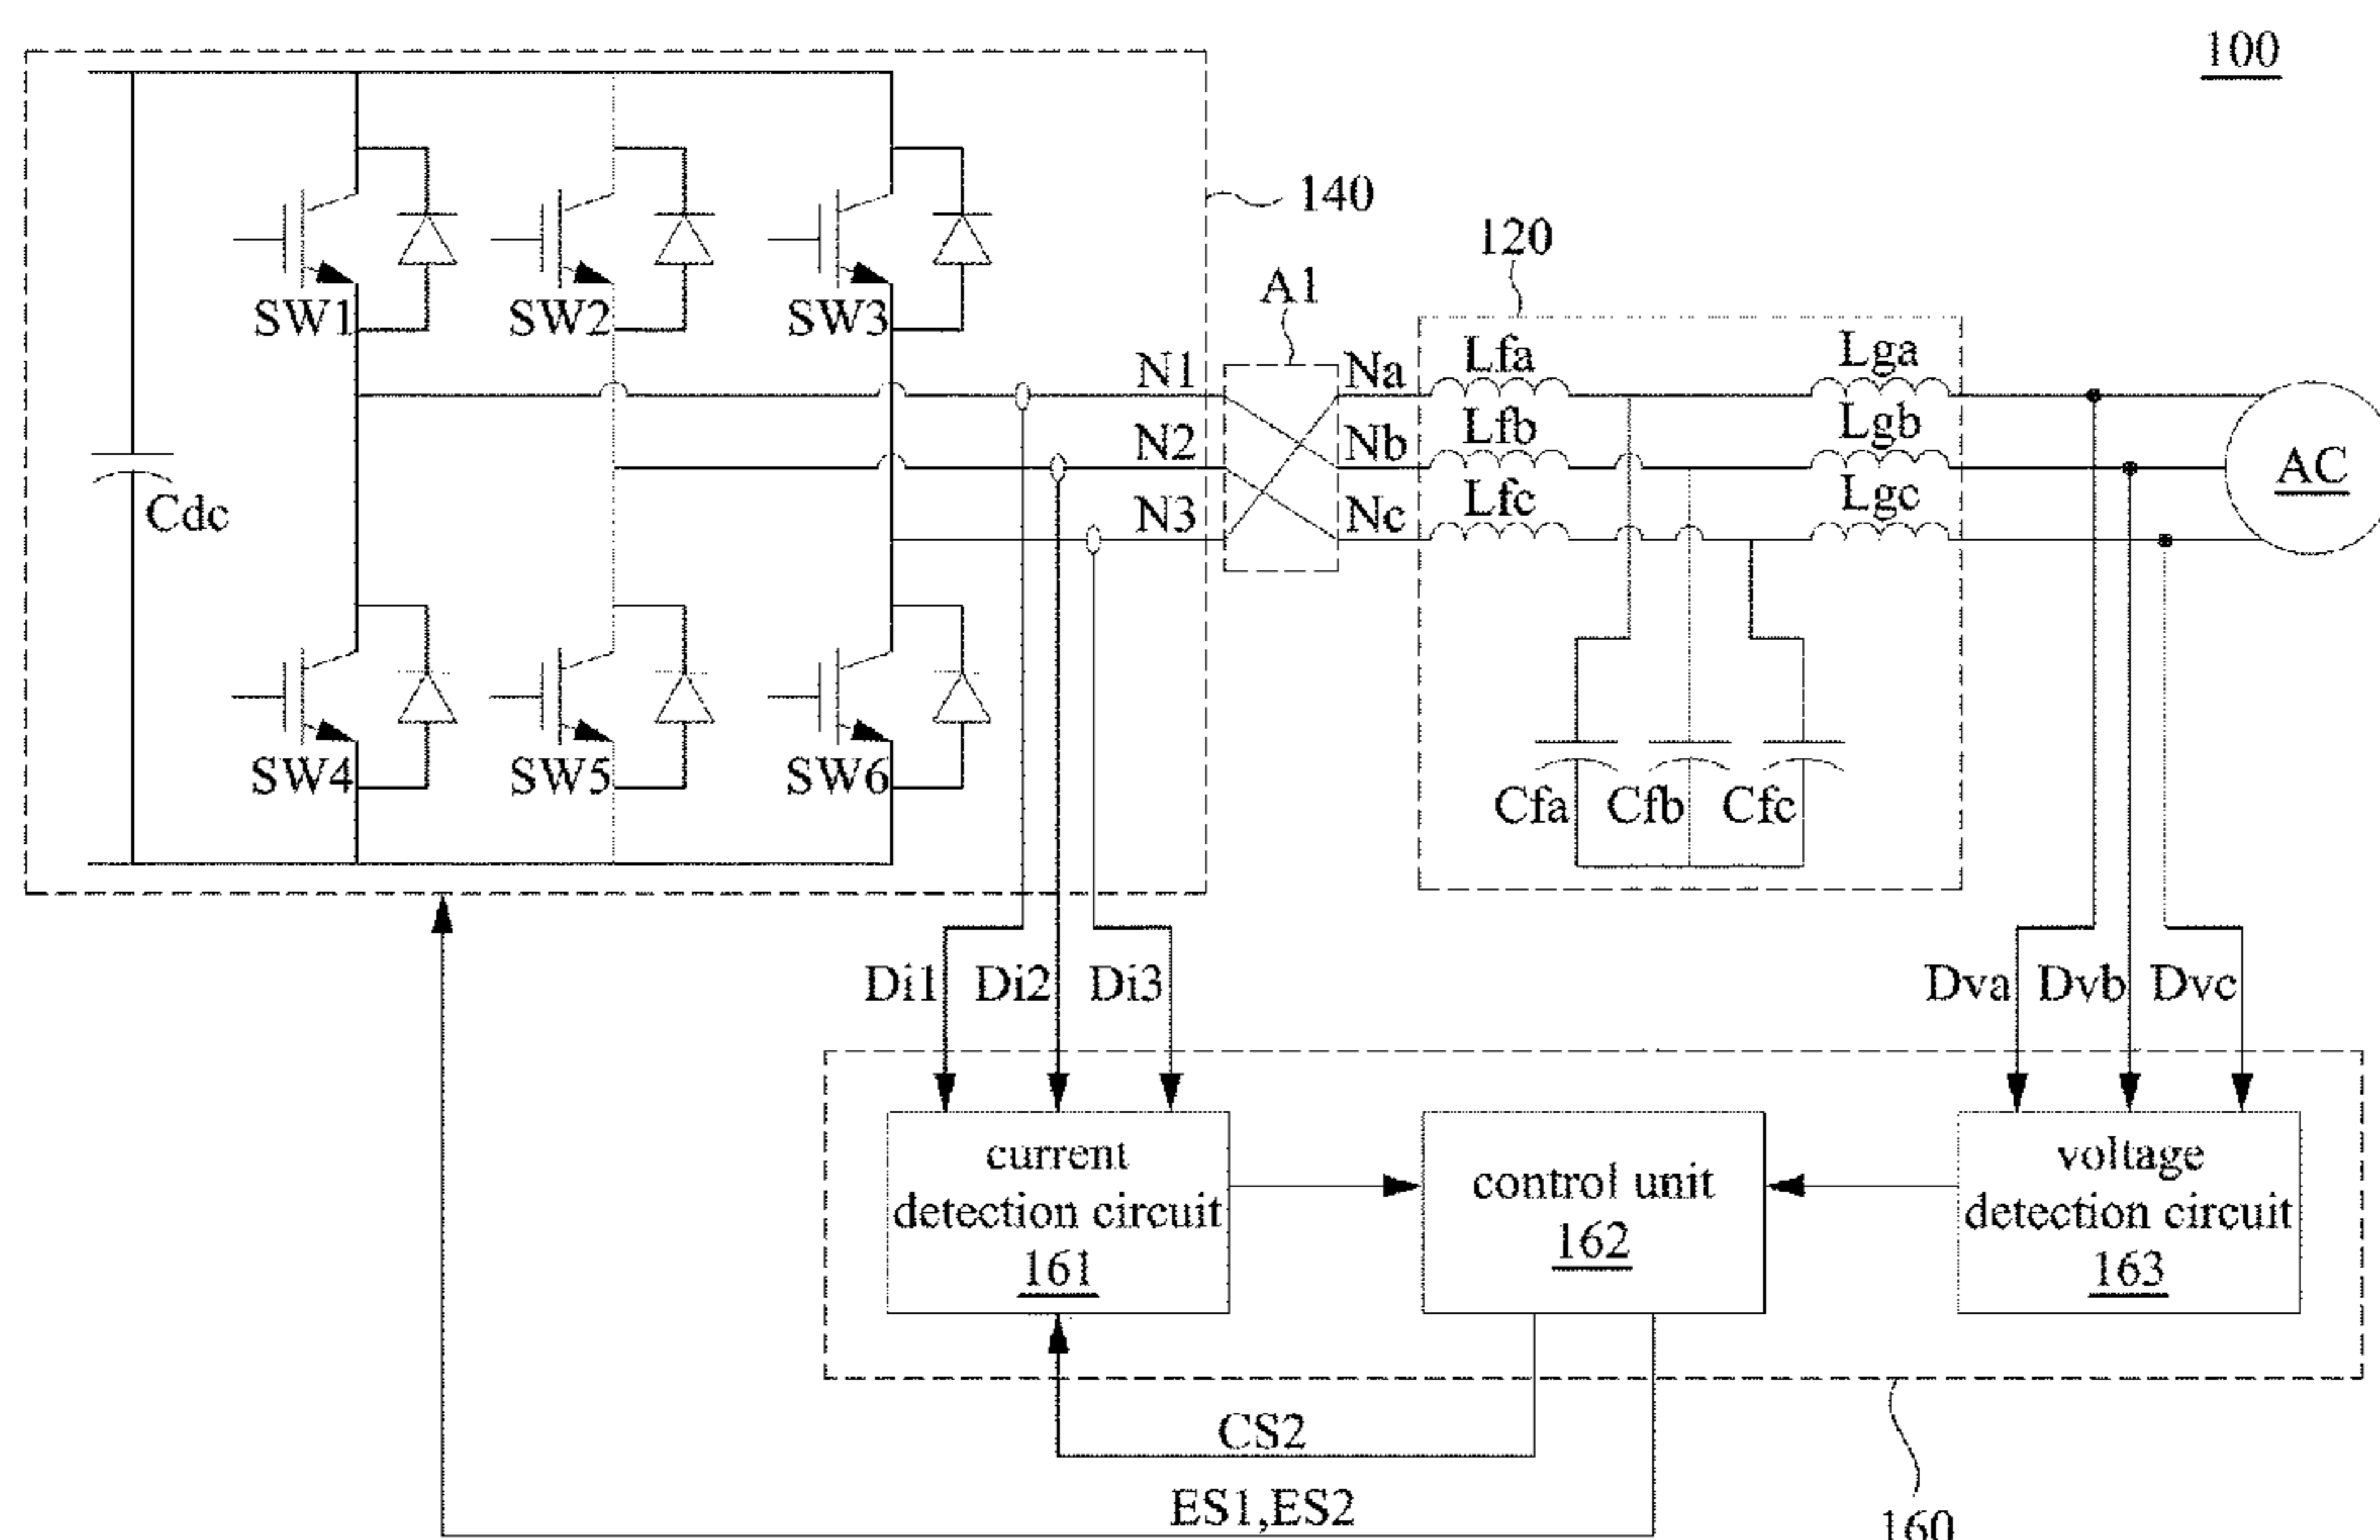 100
140
120
A1
SW1
SW2
SW3
N1
Na
Lfa
Lga
N2
Nb
Lfb
Lgb
AC
N3
Nc
Lfc
Lgc
Cdc
SW4
SW5
SW6
Cfa
Cfb
Cfc
Di1
Di2
Di3
Dva
Dvb
Dvc
current
detection circuit
161
control unit
162
voltage
detection circuit
163
CS2
ES1,ES2
160